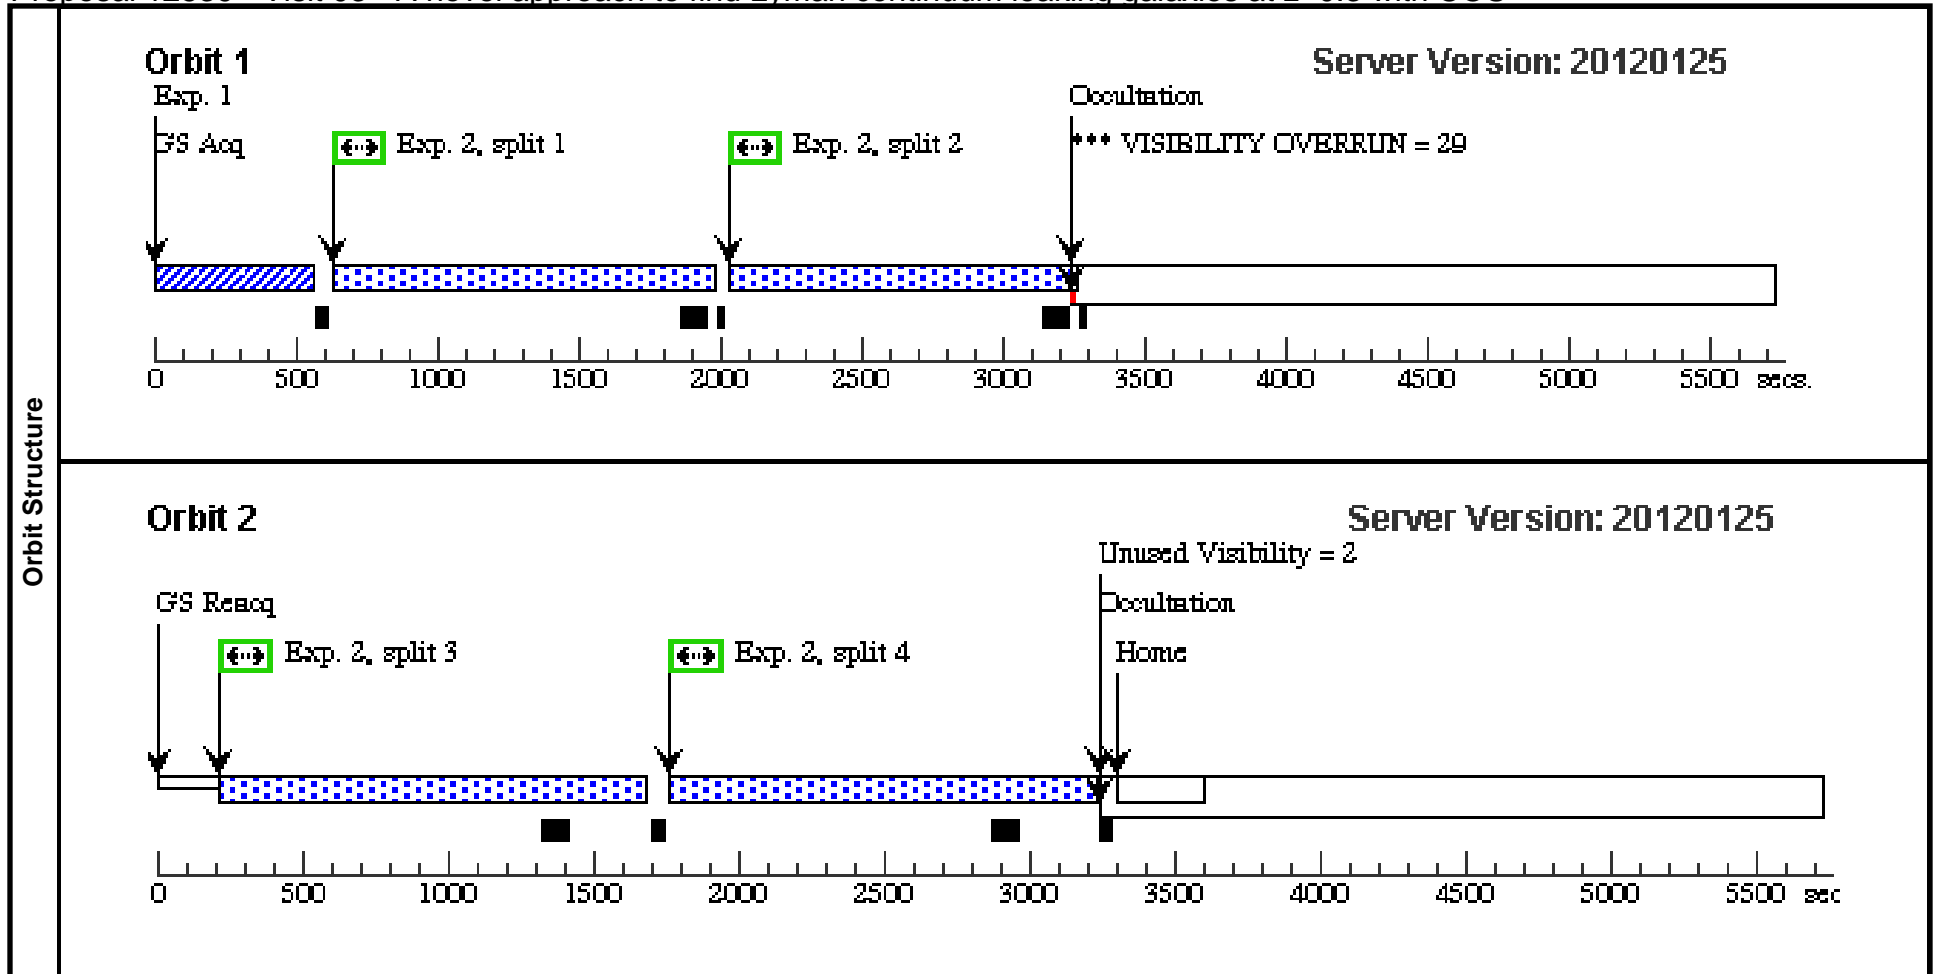 Orbit Structure
Orbit 1
Server Version: 20120125
Exp. 1
Occultation
GS Acq
Exp. 2, split 1
Exp. 2, split 2
*** VISIBILITY OVERRUN = 29
0 500 1000 1500 2000 2500 3000 3500 4000 4500 5000 5500 secs.
Orbit 2
Server Version: 20120125
Unused Visibility = 2
GS Reacq
Occultation
Exp. 2, split 3
Exp. 2, split 4
Home
0 500 1000 1500 2000 2500 3000 3500 4000 4500 5000 5500 sec